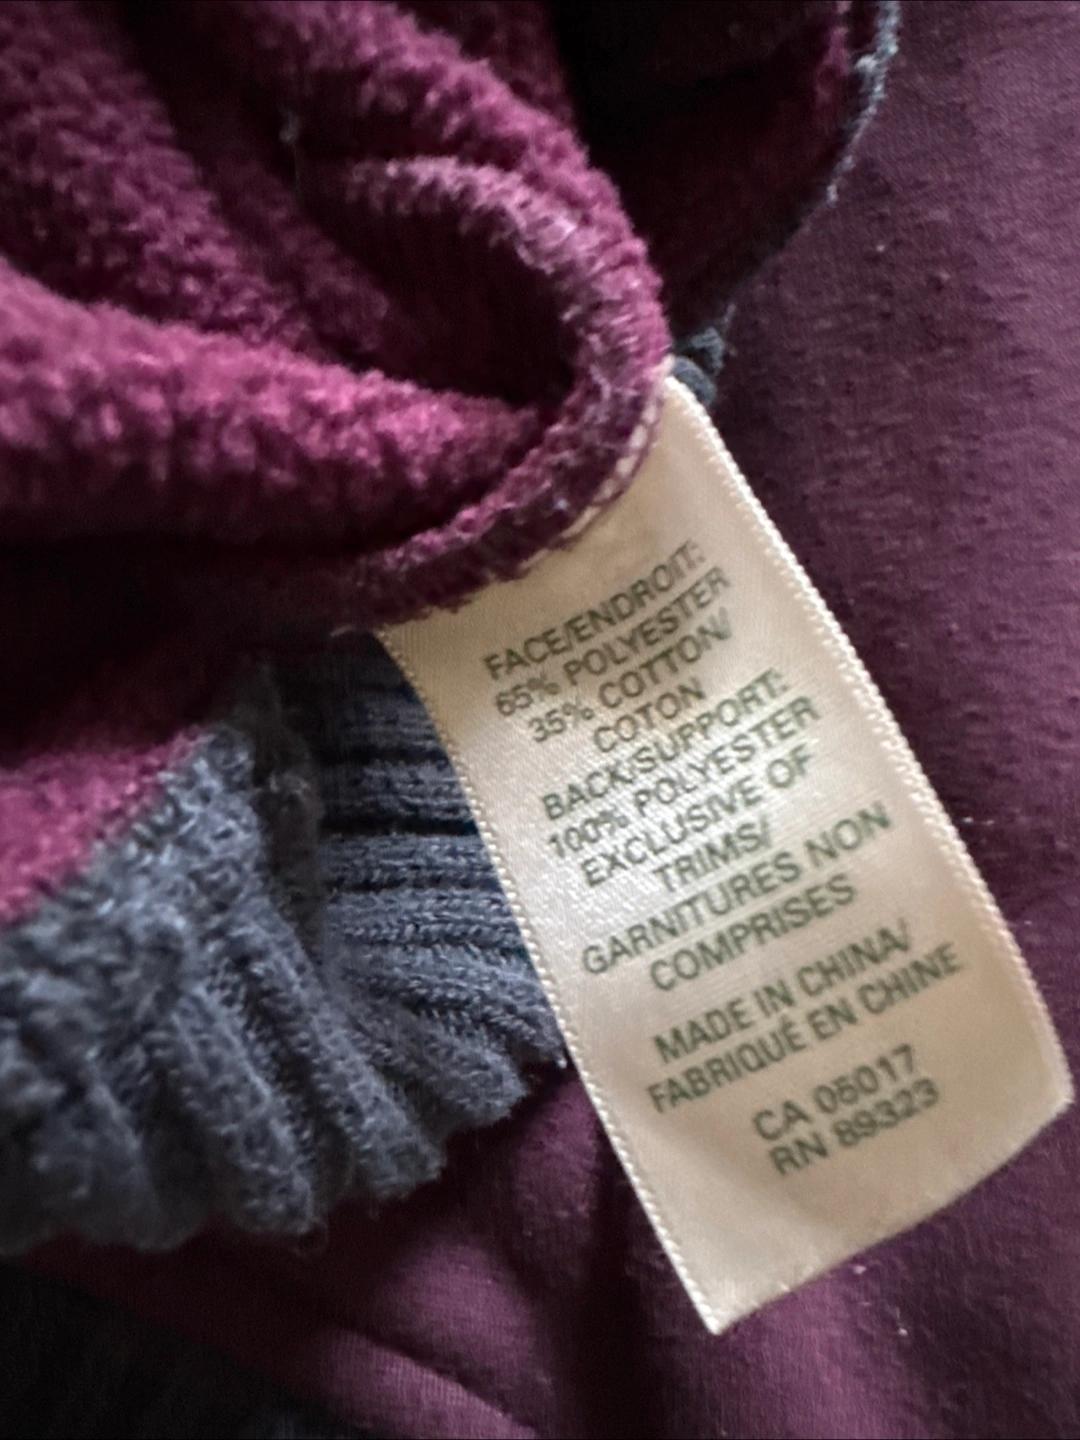 FACE/ENDROIT:
65% POLYESTER
35% COTTON/
COTON
BACK/SUPPORT:
100% POLYESTER
EXCLUSIVE OF
TRIMS/
GARNITURES NON
COMPRISES
MADE IN CHINA/
FABRIQUÉ EN CHINE
CA 05017
RN 89323